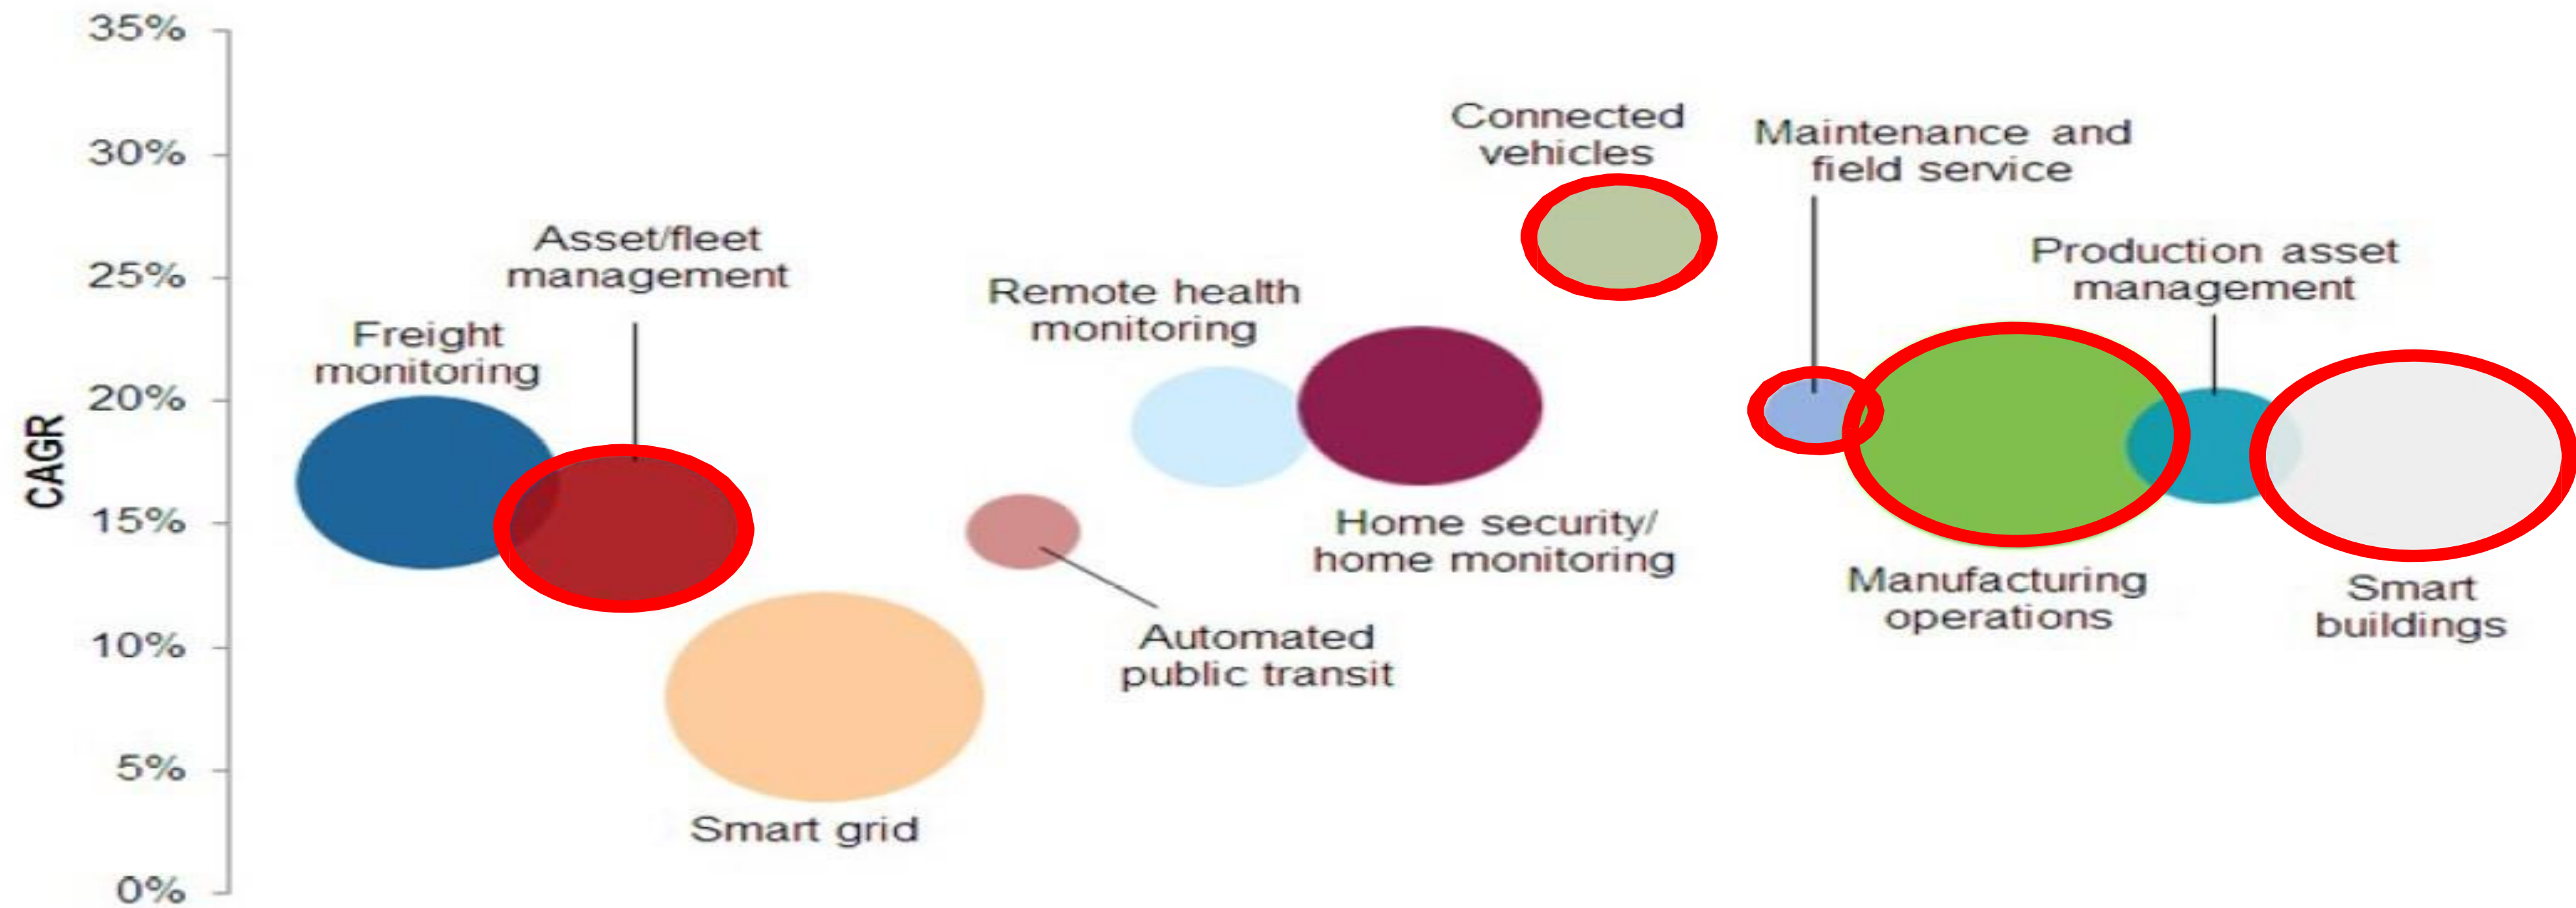 35%
30%
25%
20%
15%
10%
5%
0%
CAGR
Freight
monitoring
Asset/fleet
management
Smart grid
Automated
public transit
Remote health
monitoring
Home security/
home monitoring
Connected
vehicles
Maintenance and
field service
Manufacturing
operations
Production asset
management
Smart
buildings